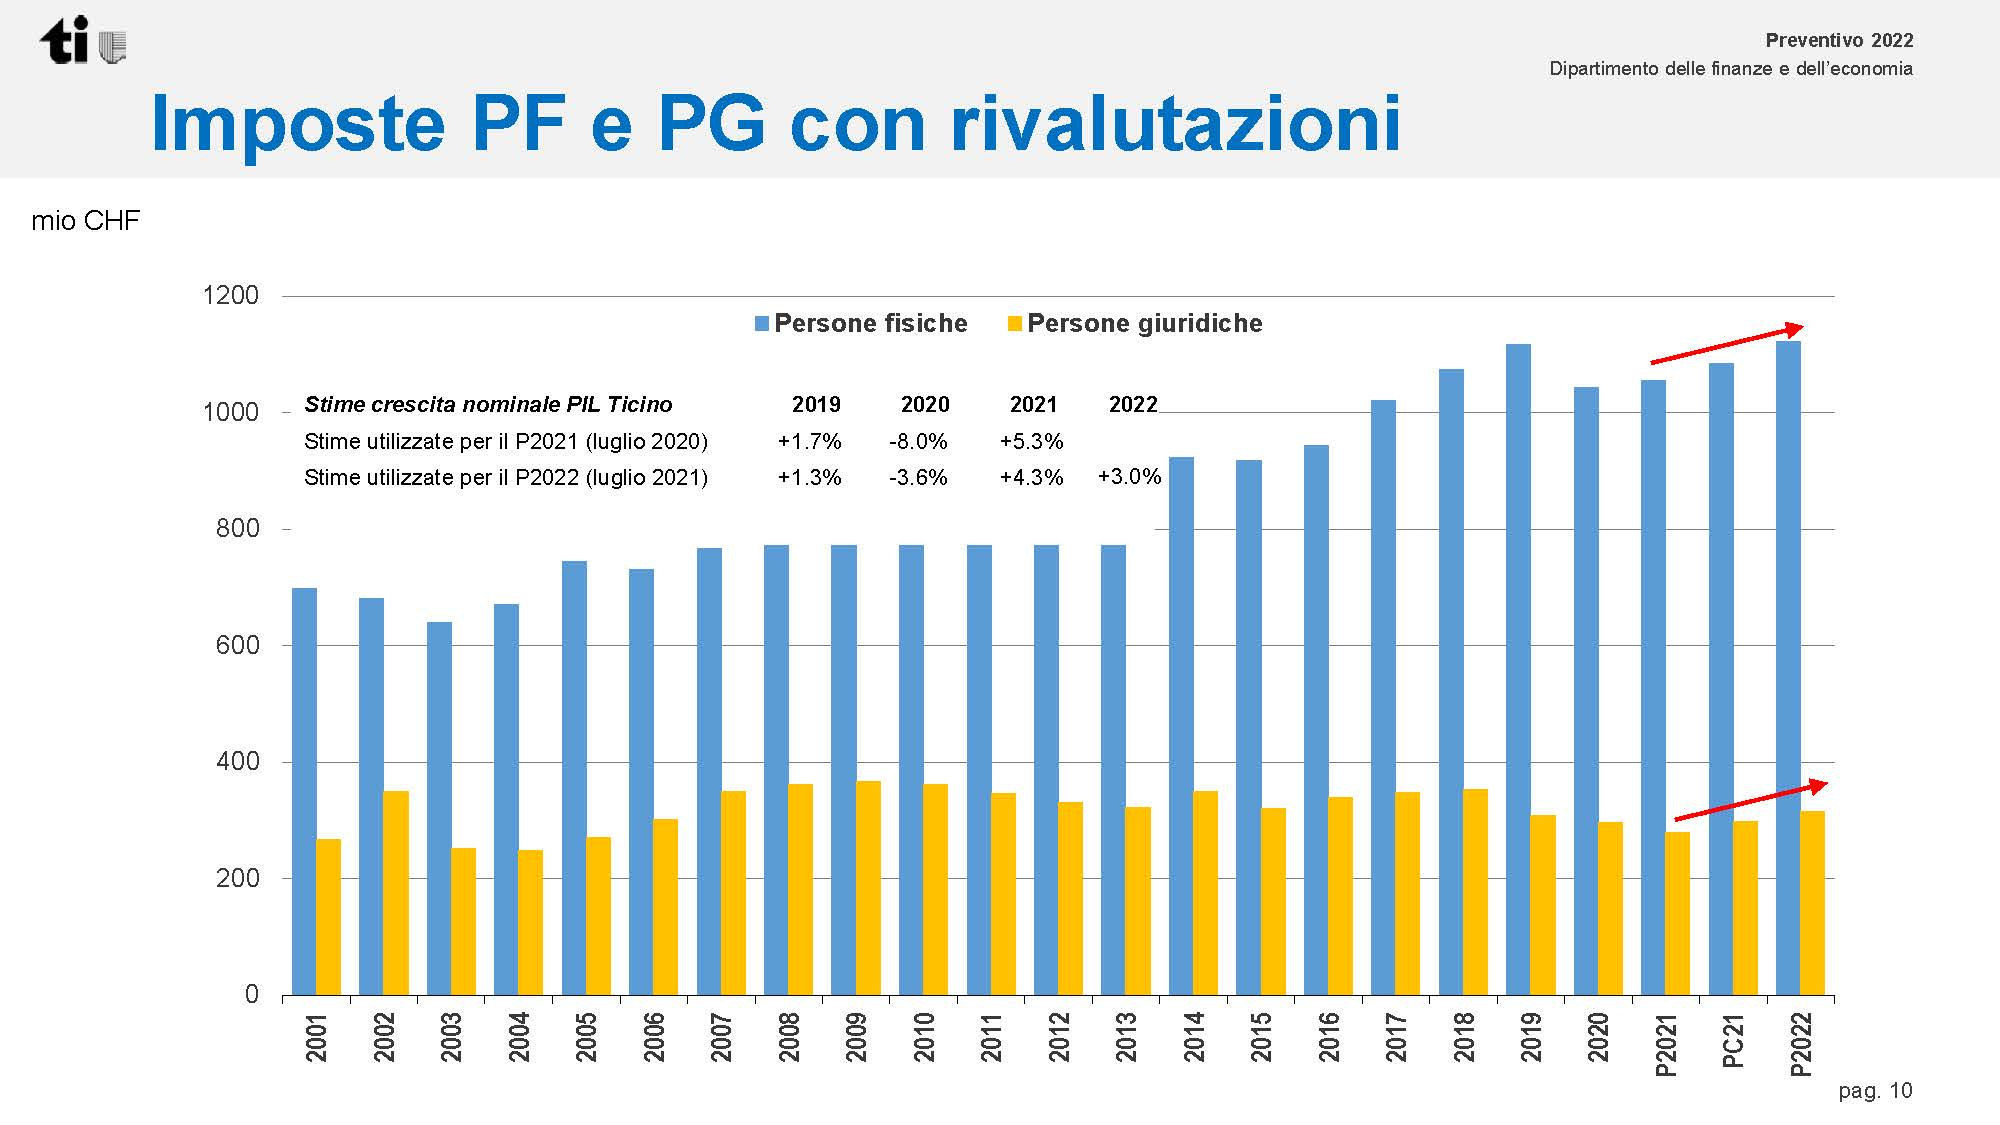 ti
Preventivo 2022
Dipartimento delle finanze e dell’economia
Imposte PF e PG con rivalutazioni
mio CHF
1200
Persone fisiche Persone giuridiche
1000
Stime crescita nominale PIL Ticino 2019 2020 2021 2022
Stime utilizzate per il P2021 (luglio 2020) +1.7% -8.0% +5.3%
Stime utilizzate per il P2022 (luglio 2021) +1.3% -3.6% +4.3% +3.0%
800
600
400
200
0
2001 2002 2003 2004 2005 2006 2007 2008 2009 2010 2011 2012 2013 2014 2015 2016 2017 2018 2019 2020 P2021 PC21 P2022
pag. 10